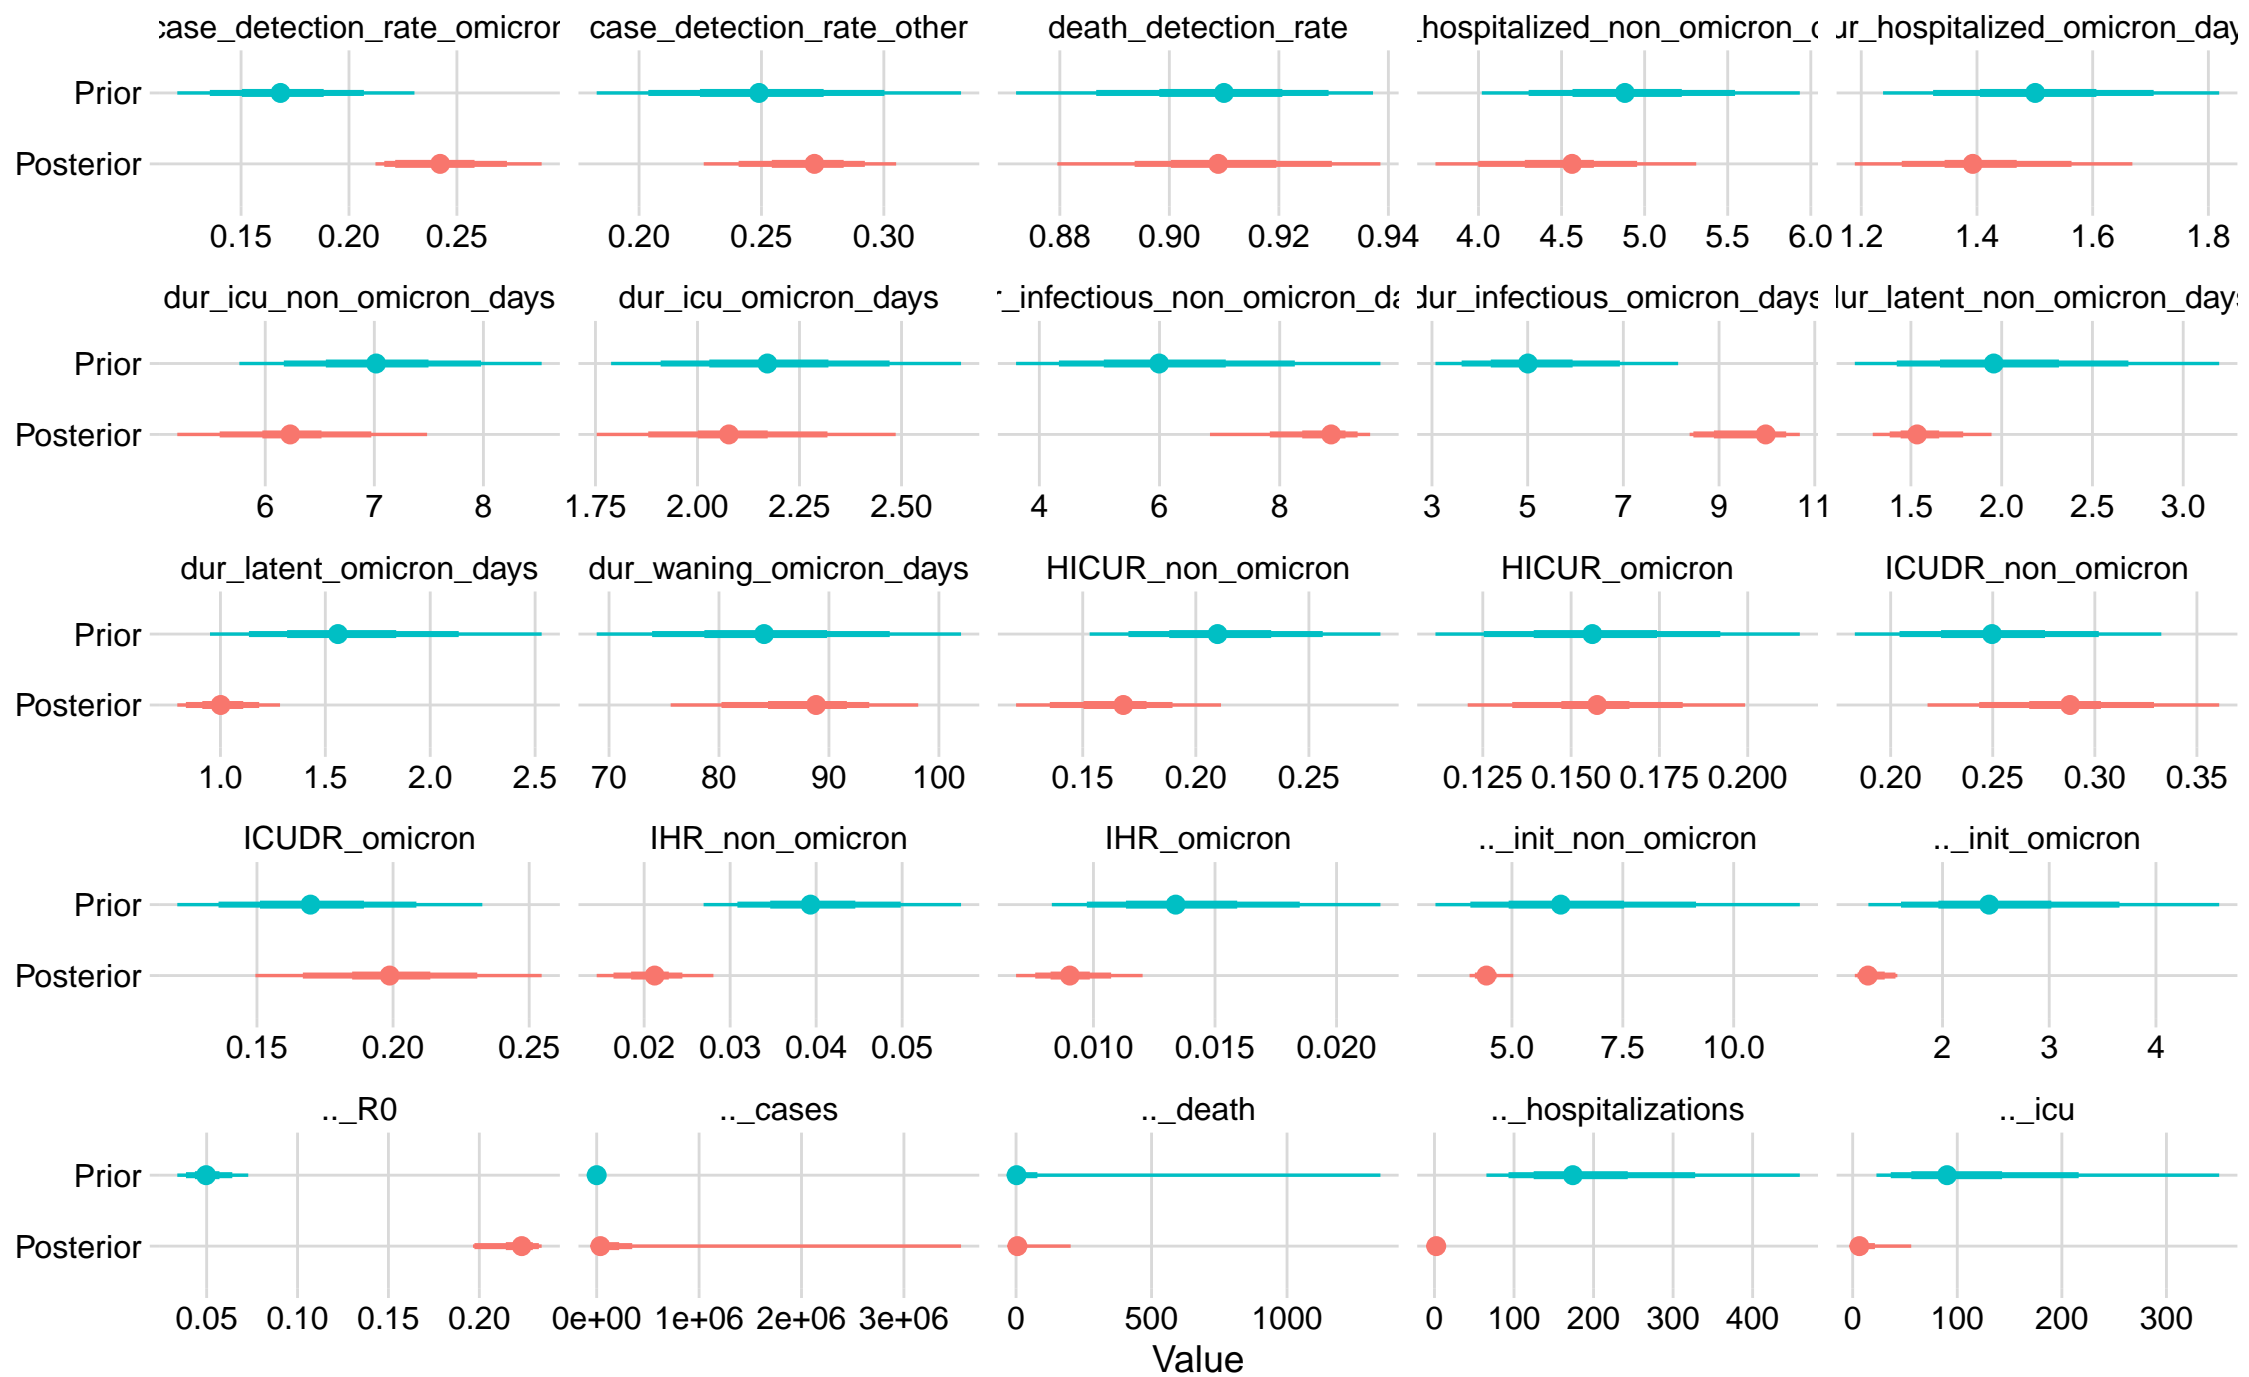 case_detection_rate_omicron case_detection_rate_other death_detection_rate _hospitalized_non_omicron_ ur_hospitalized_omicron_day
Prior
Posterior
0.15 0.20 0.25 0.20 0.25 0.30 0.88 0.90 0.92 0.94 4.0 4.5 5.0 5.5 6.0 1.2 1.4 1.6 1.8
dur_icu_non_omicron_days dur_icu_omicron_days r_infectious_non_omicron_da dur_infectious_omicron_days dur_latent_non_omicron_days
Prior
Posterior
6 7 8 1.75 2.00 2.25 2.50 4 6 8 3 5 7 9 11 1.5 2.0 2.5 3.0
dur_latent_omicron_days dur_waning_omicron_days HICUR_non_omicron HICUR_omicron ICUDR_non_omicron
Prior
Posterior
1.0 1.5 2.0 2.5 70 80 90 100 0.15 0.20 0.25 0.125 0.150 0.175 0.200 0.20 0.25 0.30 0.35
ICUDR_omicron IHR_non_omicron IHR_omicron .._init_non_omicron .._init_omicron
Prior
Posterior
0.15 0.20 0.25 0.02 0.03 0.04 0.05 0.010 0.015 0.020 5.0 7.5 10.0 2 3 4
.._R0 .._cases .._death .._hospitalizations .._icu
Prior
Posterior
0.05 0.10 0.15 0.20 0e+00 1e+06 2e+06 3e+06 0 500 1000 0 100 200 300 400 0 100 200 300
Value